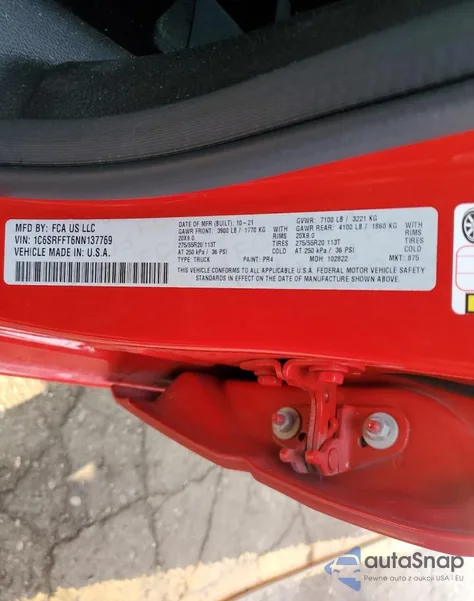 MFD BY: FCA US LLC
VIN: 1C6SRFFT6NN137769
VEHICLE MADE IN: U.S.A.
DATE OF MFR (BUILT): 10-21
GAWR FRONT: 3900 LB / 1770 KG
WITH TIRES
RIMS
20X9.0
275/55R20 113T
COLD
AT 250 kPa / 36 PSI
GVWR: 7100 LB / 3221 KG
GAWR REAR: 4100 LB / 1860 KG
WITH TIRES
RIMS
20X9.0
275/55R20 113T
COLD
AT 250 kPa / 36 PSI
TYPE: TRUCK
PAINT: PR4
MDH: 102822
MKT: 875
THIS VEHICLE CONFORMS TO ALL APPLICABLE U.S.A. FEDERAL MOTOR VEHICLE SAFETY
STANDARDS IN EFFECT ON THE DATE OF MANUFACTURE SHOWN ABOVE.
autoSnap
Pewne auto z aukcji USA i EU